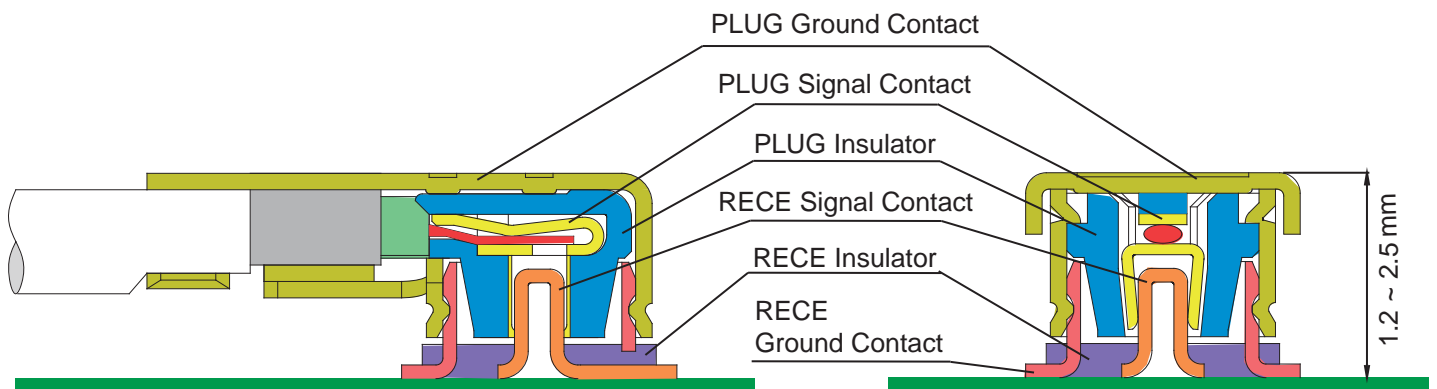 PLUG Ground Contact
PLUG Signal Contact
PLUG Insulator
RECE Signal Contact
RECE Insulator
RECE
Ground Contact
1.2 ~ 2.5 mm